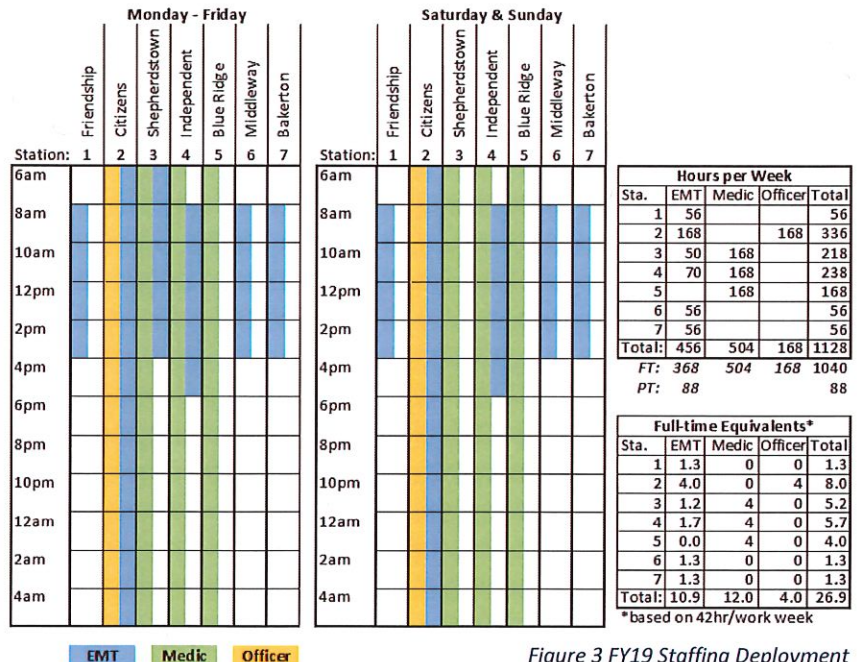 Monday - Friday
Friendship
Citizens
Shepherdstown
Independent
Blue Ridge
Middleway
Bakerton
Station: 1 2 3 4 5 6 7
6am
8am
10am
12pm
2pm
4pm
6pm
8pm
10pm
12am
2am
4am
Saturday & Sunday
Friendship
Citizens
Shepherdstown
Independent
Blue Ridge
Middleway
Bakerton
Station: 1 2 3 4 5 6 7
6am
8am
10am
12pm
2pm
4pm
6pm
8pm
10pm
12am
2am
4am
Hours per Week
Sta. EMT Medic Officer Total
1 56 56
2 168 168 336
3 50 168 218
4 70 168 238
5 168 168
6 56 56
7 56 56
Total: 456 504 168 1128
FT: 368 504 168 1040
PT: 88 88
Full-time Equivalents*
Sta. EMT Medic Officer Total
1 1.3 0 0 1.3
2 4.0 0 4 8.0
3 1.2 4 0 5.2
4 1.7 4 0 5.7
5 0.0 4 0 4.0
6 1.3 0 0 1.3
7 1.3 0 0 1.3
Total: 10.9 12.0 4.0 26.9
*based on 42hr/work week
EMT Medic Officer
Figure 3 FY19 Staffing Deployment